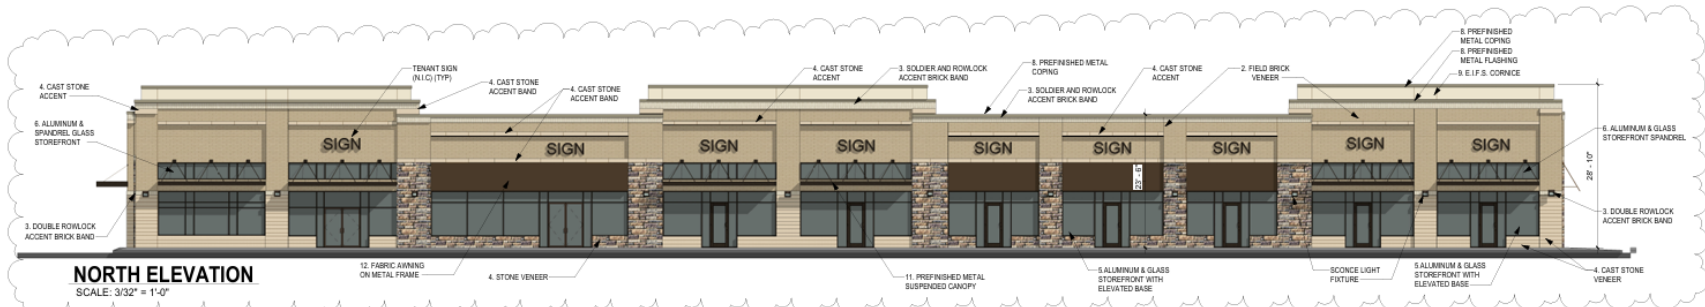 8. PREFINISHED
METAL COPING
8. PREFINISHED
METAL FLASHING
9. E.I.F.S. CORNICE
4. CAST STONE
ACCENT
TENANT SIGN
(N.I.C) (TYP)
4. CAST STONE
ACCENT BAND
4. CAST STONE
ACCENT BAND
4. CAST STONE
ACCENT
3. SOLDIER AND ROWLOCK
ACCENT BRICK BAND
8. PREFINISHED METAL
COPING
3. SOLDIER AND ROWLOCK
ACCENT BRICK BAND
4. CAST STONE
ACCENT
2. FIELD BRICK
VENEER
6. ALUMINUM &
SPANDREL GLASS
STOREFRONT
6. ALUMINUM & GLASS
STOREFRONT SPANDREL
SIGN
SIGN
SIGN
SIGN
SIGN
SIGN
SIGN
SIGN
SIGN
23' - 6"
28' - 10"
3. DOUBLE ROWLOCK
ACCENT BRICK BAND
3. DOUBLE ROWLOCK
ACCENT BRICK BAND
12. FABRIC AWNING
ON METAL FRAME
4. STONE VENEER
11. PREFINISHED METAL
SUSPENDED CANOPY
5.ALUMINUM & GLASS
STOREFRONT WITH
ELEVATED BASE
SCONCE LIGHT
FIXTURE
5.ALUMINUM & GLASS
STOREFRONT WITH
ELEVATED BASE
4. CAST STONE
VENEER
NORTH ELEVATION
SCALE: 3/32" = 1'-0"